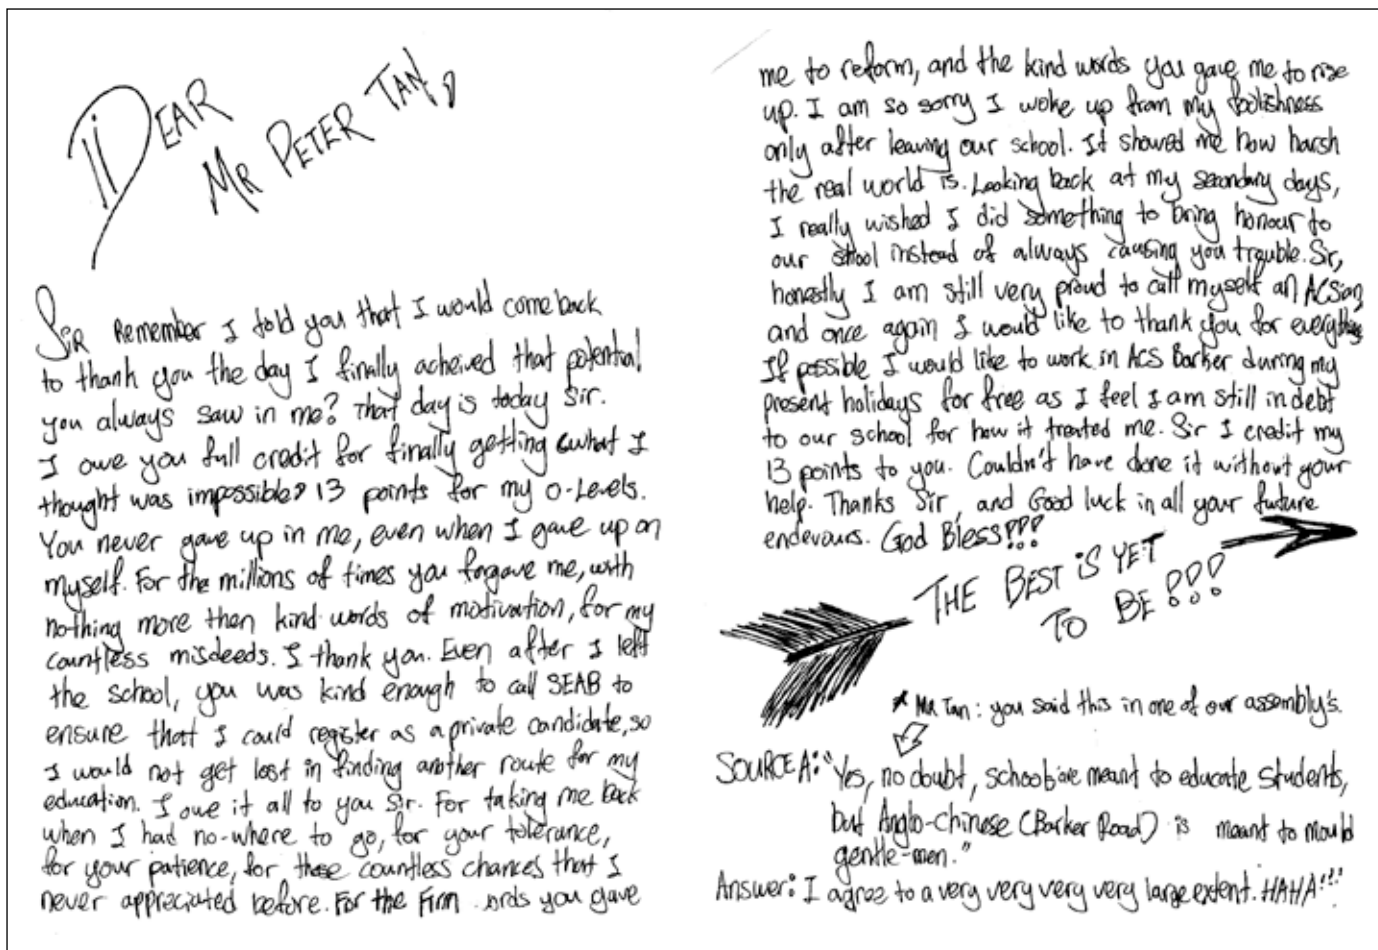 DEAR
MR PETER TAN,
Sir Remember I told you that I would come back
to thank you the day I finally acheived that potential
you always saw in me? That day is today Sir.
I owe you full credit for finally getting what I
thought was impossible? 13 points for my O-Levels.
You never gave up in me, even when I gave up on
myself. For the millions of times you forgave me, with
nothing more then kind words of motivation, for my
countless misdeeds. I thank you. Even after I left
the school, you was kind enough to call SEAB to
ensure that I could register as a private candidate, so
I would not get lost in finding another route for my
education. I owe it all to you Sir. For taking me back
when I had no-where to go, for your tolerance,
for your patience, for those countless chances that I
never appreciated before. For the Firm ords you gave
me to reform, and the kind words you gave me to rise
up. I am so sorry I woke up from my foolishness
only after leaving our school. It showed me how harsh
the real world is. Looking back at my secondary days,
I really wished I did something to bring honour to
our school instead of always causing you trouble. Sir,
honestly I am still very proud to call myself an ACSian,
and once again I would like to thank you for everything.
If possible I would like to work in ACS Barker during my
present holidays for free as I feel I am still in debt
to our school for how it treated me. Sir I credit my
13 points to you. Couldn't have done it without your
help. Thanks Sir, and Good luck in all your future
endevours. God Bless!!!
THE BEST IS YET
TO BE!!!
* Mr Tan: you said this in one of our assembly's.
SOURCE A: "Yes, no doubt, schools are meant to educate students,
but Anglo-Chinese (Barker Road) is meant to mould
gentle-men."
Answer: I agree to a very very very very large extent. HAHA!!!